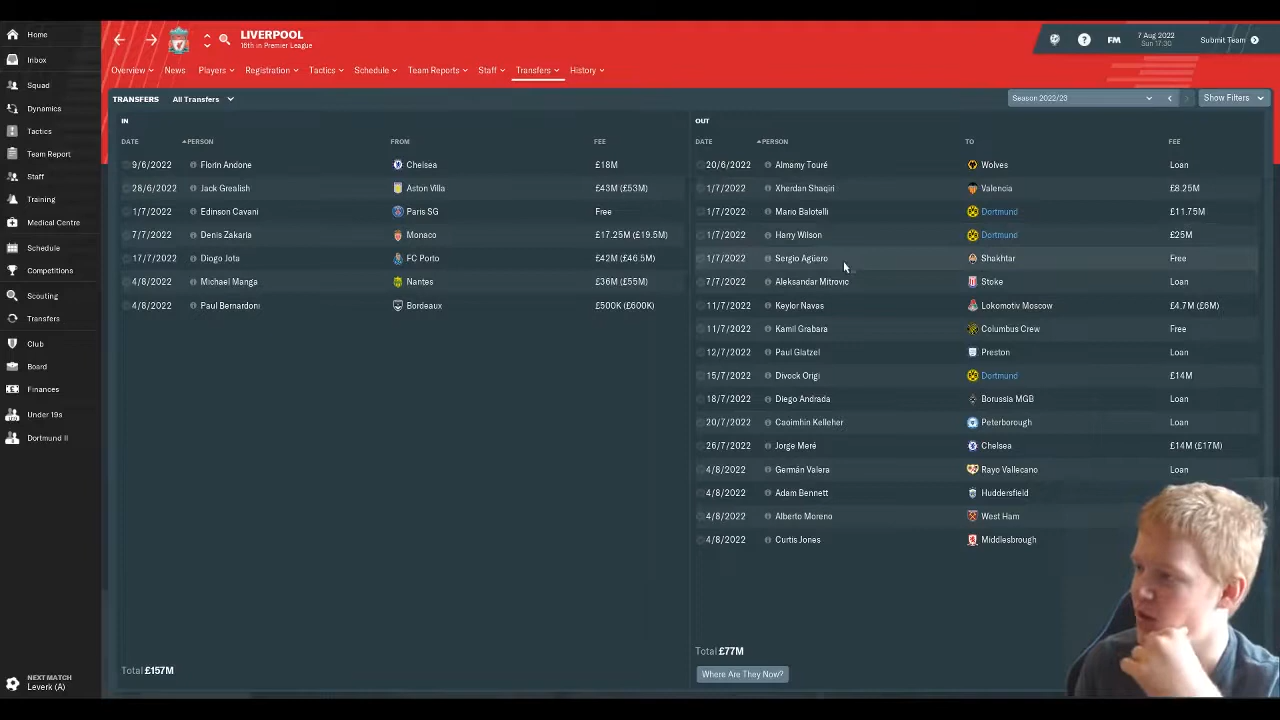 Home
Inbox
Squad
Dynamics
Tactics
Team Report
Staff
Training
Medical Centre
Schedule
Competitions
Scouting
Transfers
Club
Board
Finances
Under 19s
Dortmund II
NEXT MATCH
Leverk (A)
LIVERPOOL
16th in Premier League
FM
7 Aug 2022
Sun 17:30
Submit Team
Overview News Players Registration Tactics Schedule Team Reports Staff Transfers History
TRANSFERS All Transfers
Season 2022/23
Show Filters
IN
DATE PERSON FROM FEE
9/6/2022 Florin Andone Chelsea £18M
28/6/2022 Jack Grealish Aston Villa £43M (£53M)
1/7/2022 Edinson Cavani Paris SG Free
7/7/2022 Denis Zakaria Monaco £17.25M (£19.5M)
17/7/2022 Diogo Jota FC Porto £42M (£46.5M)
4/8/2022 Michael Manga Nantes £36M (£55M)
4/8/2022 Paul Bernardoni Bordeaux £500K (£600K)
Total £157M
OUT
DATE PERSON TO FEE
20/6/2022 Almamy Touré Wolves Loan
1/7/2022 Xherdan Shaqiri Valencia £8.25M
1/7/2022 Mario Balotelli Dortmund £11.75M
1/7/2022 Harry Wilson Dortmund £25M
1/7/2022 Sergio Agüero Shakhtar Free
7/7/2022 Aleksandar Mitrovic Stoke Loan
11/7/2022 Keylor Navas Lokomotiv Moscow £4.7M (£6M)
11/7/2022 Kamil Grabara Columbus Crew Free
12/7/2022 Paul Glatzel Preston Loan
15/7/2022 Divock Origi Dortmund £14M
18/7/2022 Diego Andrada Borussia MGB Loan
20/7/2022 Caoimhin Kelleher Peterborough Loan
26/7/2022 Jorge Meré Chelsea £14M (£17M)
4/8/2022 Germán Valera Rayo Vallecano Loan
4/8/2022 Adam Bennett Huddersfield
4/8/2022 Alberto Moreno West Ham
4/8/2022 Curtis Jones Middlesbrough
Total £77M
Where Are They Now?